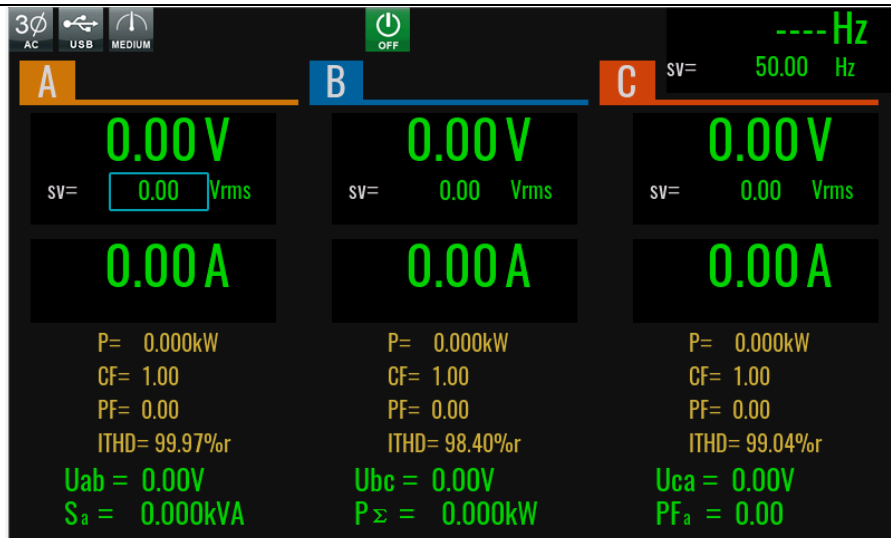 3Ø AC USB MEDIUM OFF ----Hz
sv= 50.00 Hz
A B C
0.00V 0.00V 0.00V
sv= 0.00 Vrms sv= 0.00 Vrms sv= 0.00 Vrms
0.00A 0.00A 0.00A
P= 0.000kW P= 0.000kW P= 0.000kW
CF= 1.00 CF= 1.00 CF= 1.00
PF= 0.00 PF= 0.00 PF= 0.00
ITHD= 99.97%r ITHD= 98.40%r ITHD= 99.04%r
Uab = 0.00V Ubc = 0.00V Uca = 0.00V
Sa = 0.000kVA PΣ = 0.000kW PFa = 0.00